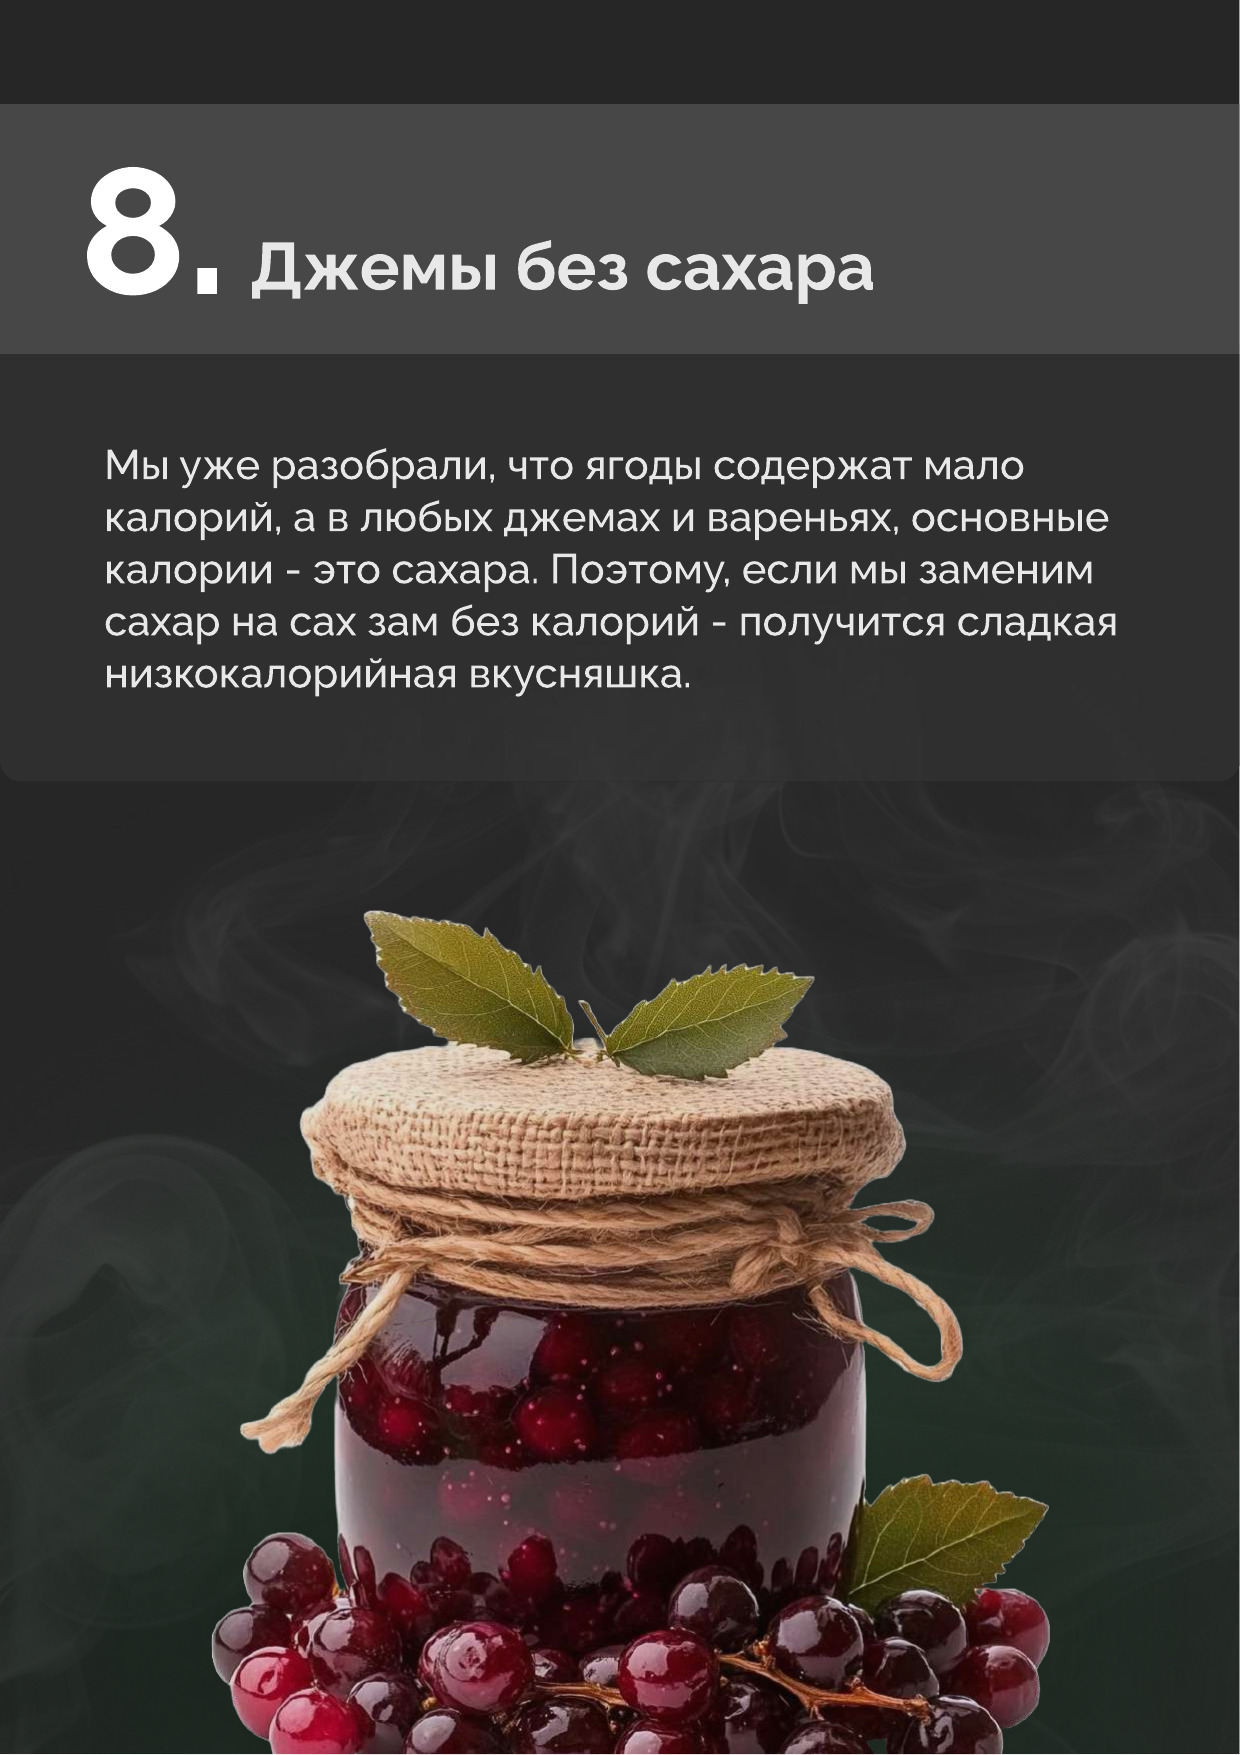 8. Джемы без сахара
Мы уже разобрали, что ягоды содержат мало
калорий, а в любых джемах и вареньях, основные
калории - это сахара. Поэтому, если мы заменим
сахар на сах зам без калорий - получится сладкая
низкокалорийная вкусняшка.